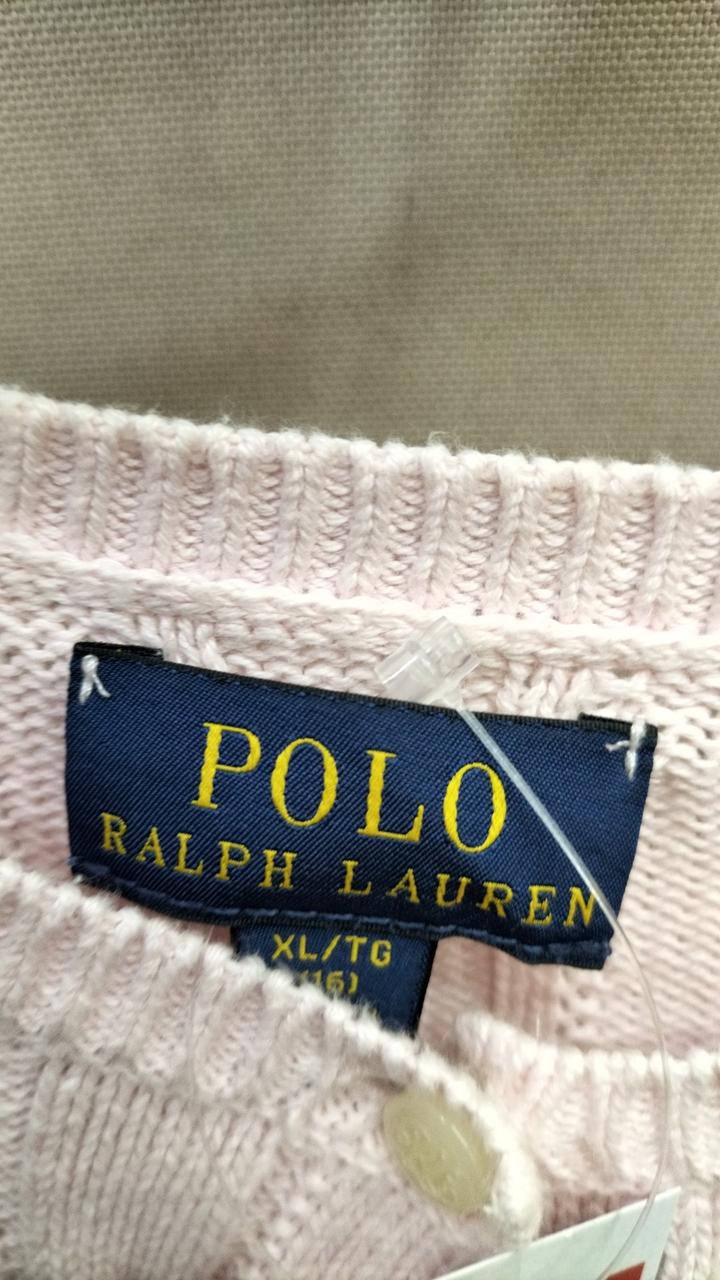 POLO
RALPH LAUREN
XL/TG
(16)